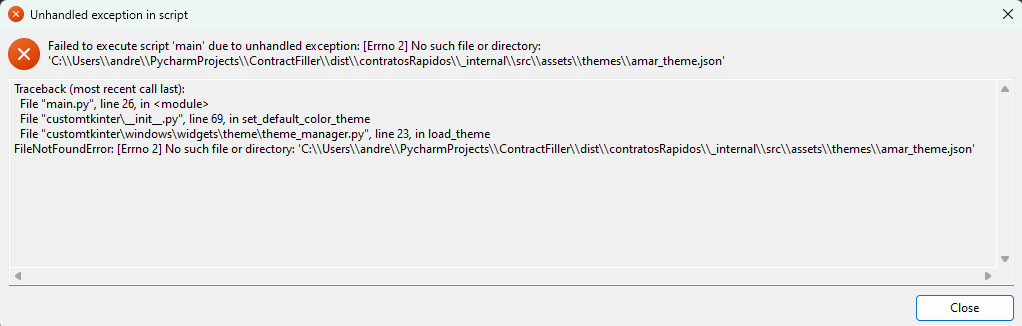 Unhandled exception in script
Failed to execute script 'main' due to unhandled exception: [Errno 2] No such file or directory:
'C:\\Users\\andre\\PycharmProjects\\ContractFiller\\dist\\contratosRapidos\\_internal\\src\\assets\\themes\\amar_theme.json'
Traceback (most recent call last):
File "main.py", line 26, in <module>
File "customtkinter\__init__.py", line 69, in set_default_color_theme
File "customtkinter\windows\widgets\theme\theme_manager.py", line 23, in load_theme
FileNotFoundError: [Errno 2] No such file or directory: 'C:\\Users\\andre\\PycharmProjects\\ContractFiller\\dist\\contratosRapidos\\_internal\\src\\assets\\themes\\amar_theme.json'
Close